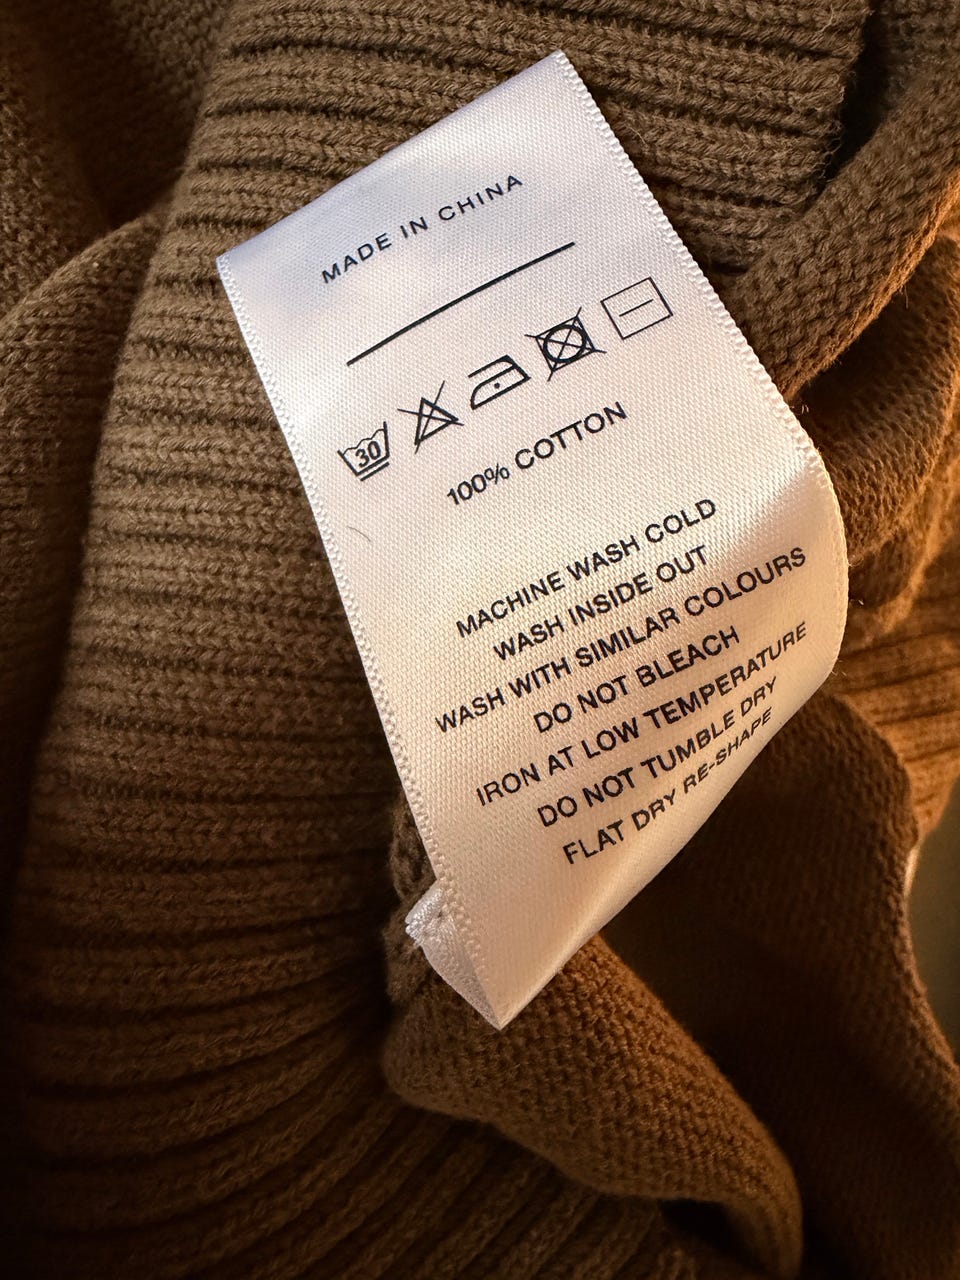 MADE IN CHINA
30
100% COTTON
MACHINE WASH COLD
WASH INSIDE OUT
WASH WITH SIMILAR COLOURS
DO NOT BLEACH
IRON AT LOW TEMPERATURE
DO NOT TUMBLE DRY
FLAT DRY RE-SHAPE